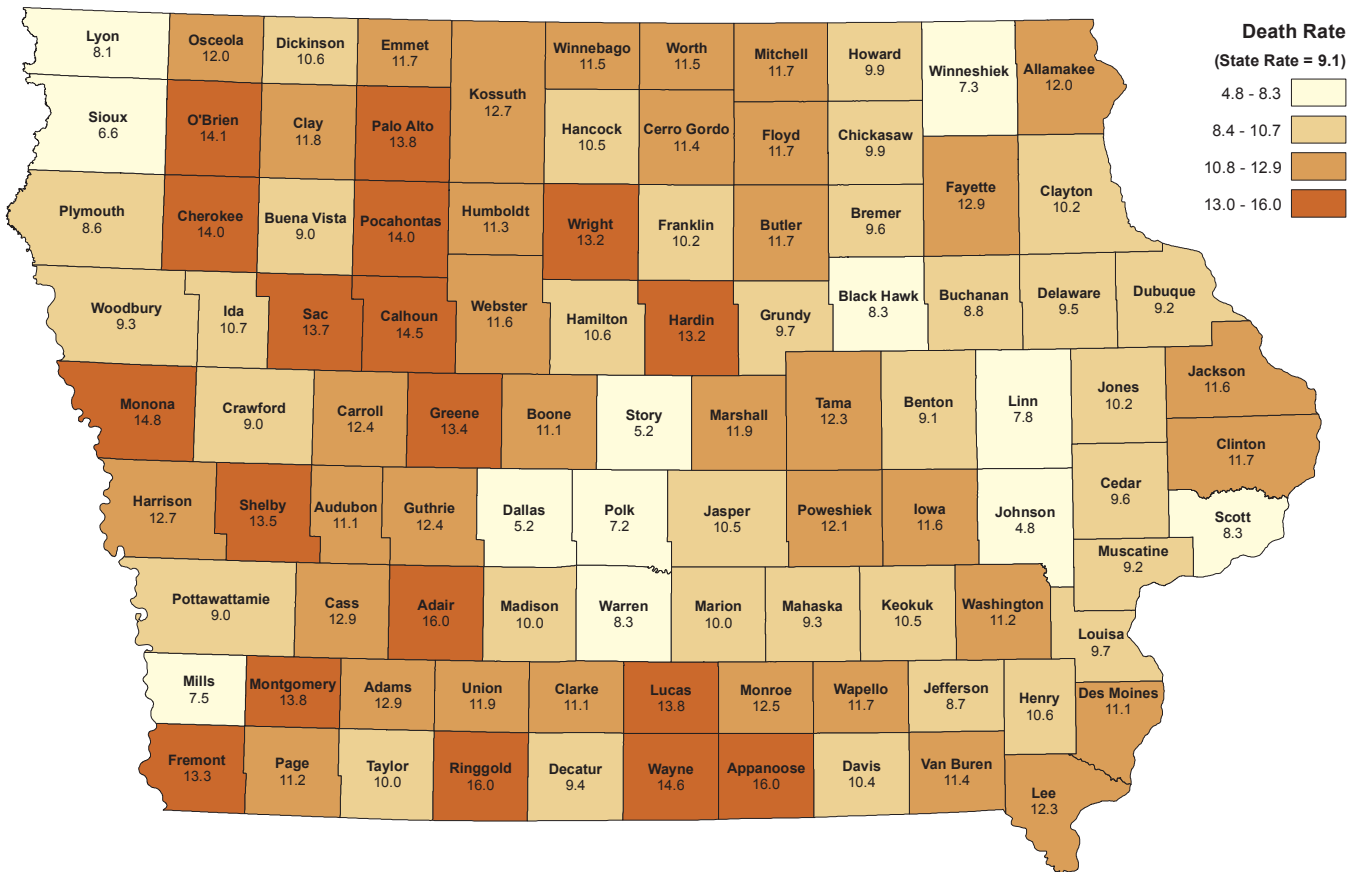 Death Rate
(State Rate = 9.1)
4.8 - 8.3
8.4 - 10.7
10.8 - 12.9
13.0 - 16.0
Lyon
8.1
Osceola
12.0
Dickinson
10.6
Emmet
11.7
Kossuth
12.7
Winnebago
11.5
Worth
11.5
Mitchell
11.7
Howard
9.9
Winneshiek
7.3
Allamakee
12.0
Sioux
6.6
O'Brien
14.1
Clay
11.8
Palo Alto
13.8
Hancock
10.5
Cerro Gordo
11.4
Floyd
11.7
Chickasaw
9.9
Plymouth
8.6
Cherokee
14.0
Buena Vista
9.0
Pocahontas
14.0
Humboldt
11.3
Wright
13.2
Franklin
10.2
Butler
11.7
Bremer
9.6
Fayette
12.9
Clayton
10.2
Woodbury
9.3
Ida
10.7
Sac
13.7
Calhoun
14.5
Webster
11.6
Hamilton
10.6
Hardin
13.2
Grundy
9.7
Black Hawk
8.3
Buchanan
8.8
Delaware
9.5
Dubuque
9.2
Monona
14.8
Crawford
9.0
Carroll
12.4
Greene
13.4
Boone
11.1
Story
5.2
Marshall
11.9
Tama
12.3
Benton
9.1
Linn
7.8
Jones
10.2
Jackson
11.6
Clinton
11.7
Harrison
12.7
Shelby
13.5
Audubon
11.1
Guthrie
12.4
Dallas
5.2
Polk
7.2
Jasper
10.5
Poweshiek
12.1
Iowa
11.6
Johnson
4.8
Cedar
9.6
Scott
8.3
Muscatine
9.2
Pottawattamie
9.0
Cass
12.9
Adair
16.0
Madison
10.0
Warren
8.3
Marion
10.0
Mahaska
9.3
Keokuk
10.5
Washington
11.2
Louisa
9.7
Mills
7.5
Montgomery
13.8
Adams
12.9
Union
11.9
Clarke
11.1
Lucas
13.8
Monroe
12.5
Wapello
11.7
Jefferson
8.7
Henry
10.6
Des Moines
11.1
Fremont
13.3
Page
11.2
Taylor
10.0
Ringgold
16.0
Decatur
9.4
Wayne
14.6
Appanoose
16.0
Davis
10.4
Van Buren
11.4
Lee
12.3